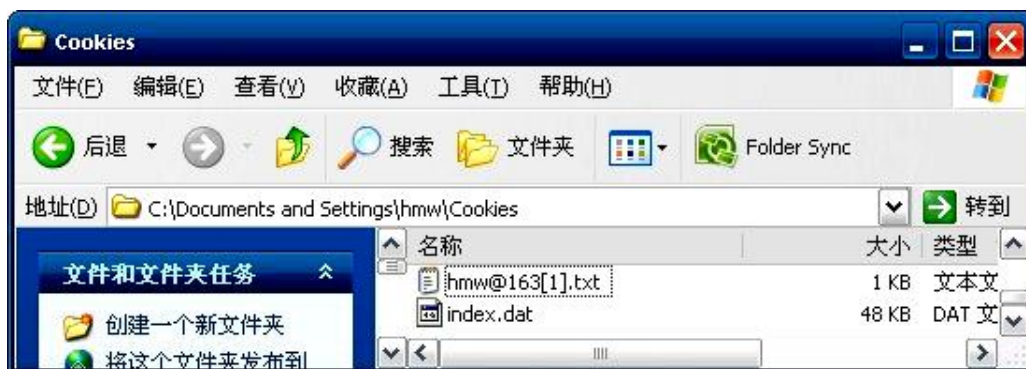 Cookies
文件(F) 编辑(E) 查看(V) 收藏(A) 工具(T) 帮助(H)
后退 搜索 文件夹 Folder Sync
地址(D) C:\Documents and Settings\hmw\Cookies 转到
名称 大小 类型
文件和文件夹任务
hmw@163[1].txt 1 KB 文本文
创建一个新文件夹
index.dat 48 KB DAT 文
将这个文件夹发布到